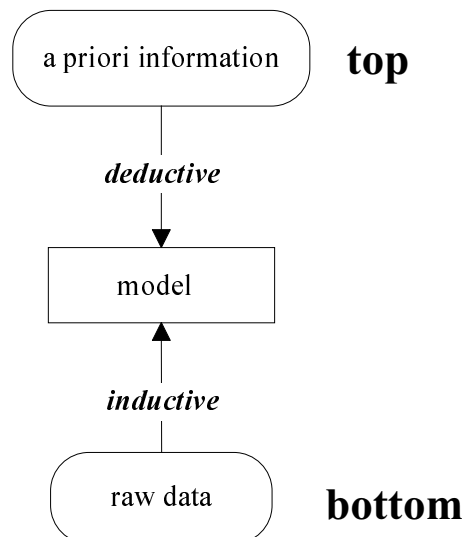 a priori information
top
deductive
model
inductive
raw data
bottom